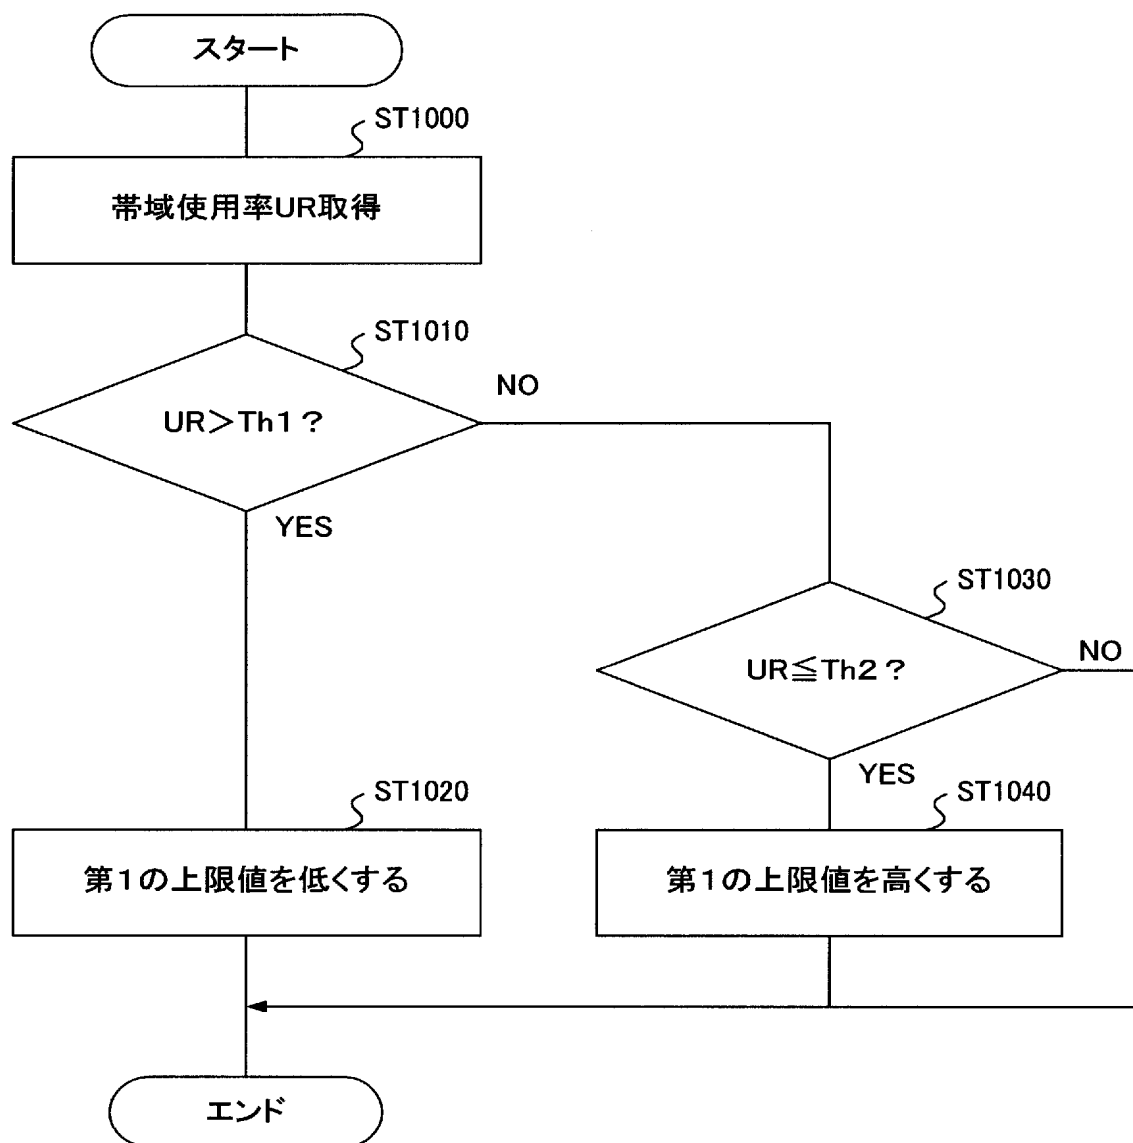 スタート
ST1000
帯域使用率UR取得
ST1010
UR>Th1?
NO
YES
ST1030
UR≦Th2?
NO
YES
ST1020
第1の上限値を低くする
ST1040
第1の上限値を高くする
エンド